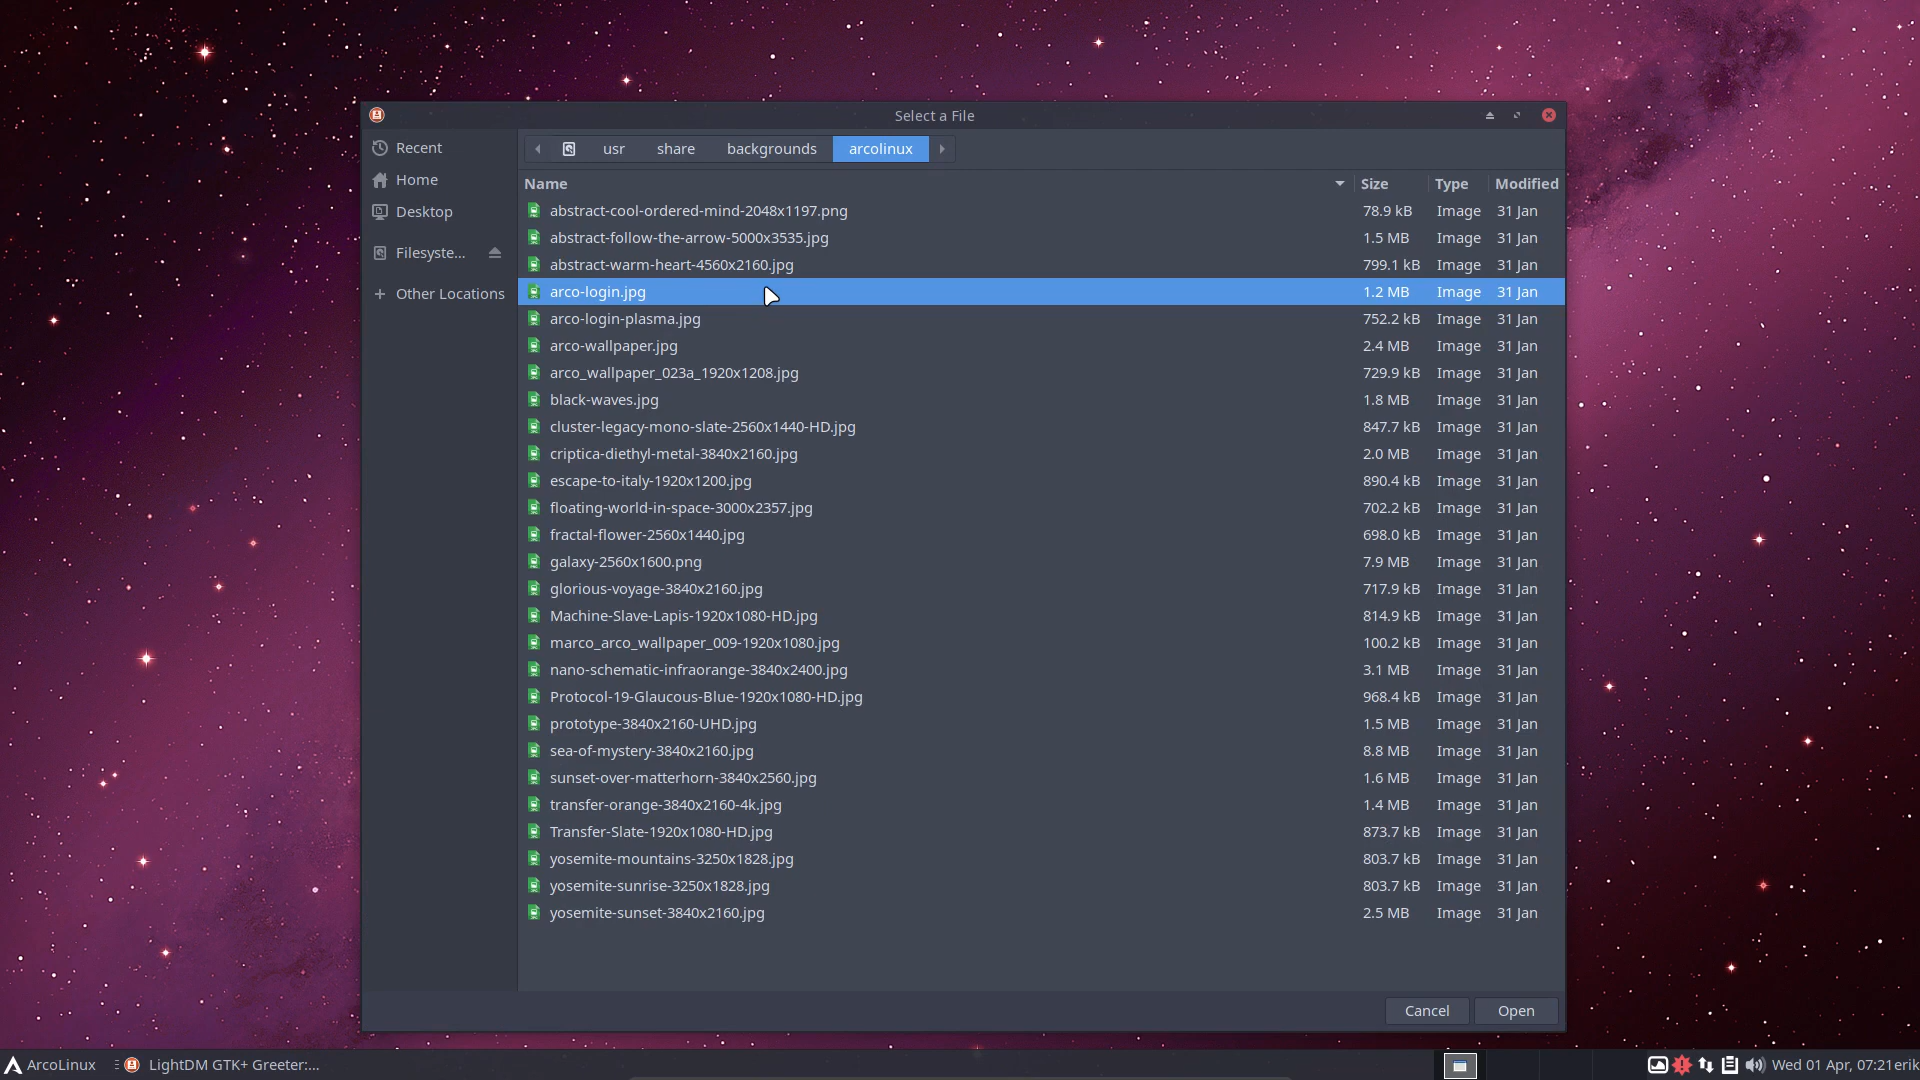 Select a File
Recent
Home
Desktop
Filesyste...
Other Locations
usr share backgrounds arcolinux
Name Size Type Modified
abstract-cool-ordered-mind-2048x1197.png 78.9 kB Image 31 Jan
abstract-follow-the-arrow-5000x3535.jpg 1.5 MB Image 31 Jan
abstract-warm-heart-4560x2160.jpg 799.1 kB Image 31 Jan
arco-login.jpg 1.2 MB Image 31 Jan
arco-login-plasma.jpg 752.2 kB Image 31 Jan
arco-wallpaper.jpg 2.4 MB Image 31 Jan
arco_wallpaper_023a_1920x1208.jpg 729.9 kB Image 31 Jan
black-waves.jpg 1.8 MB Image 31 Jan
cluster-legacy-mono-slate-2560x1440-HD.jpg 847.7 kB Image 31 Jan
criptica-diethyl-metal-3840x2160.jpg 2.0 MB Image 31 Jan
escape-to-italy-1920x1200.jpg 890.4 kB Image 31 Jan
floating-world-in-space-3000x2357.jpg 702.2 kB Image 31 Jan
fractal-flower-2560x1440.jpg 698.0 kB Image 31 Jan
galaxy-2560x1600.png 7.9 MB Image 31 Jan
glorious-voyage-3840x2160.jpg 717.9 kB Image 31 Jan
Machine-Slave-Lapis-1920x1080-HD.jpg 814.9 kB Image 31 Jan
marco_arco_wallpaper_009-1920x1080.jpg 100.2 kB Image 31 Jan
nano-schematic-infraorange-3840x2400.jpg 3.1 MB Image 31 Jan
Protocol-19-Glaucous-Blue-1920x1080-HD.jpg 968.4 kB Image 31 Jan
prototype-3840x2160-UHD.jpg 1.5 MB Image 31 Jan
sea-of-mystery-3840x2160.jpg 8.8 MB Image 31 Jan
sunset-over-matterhorn-3840x2560.jpg 1.6 MB Image 31 Jan
transfer-orange-3840x2160-4k.jpg 1.4 MB Image 31 Jan
Transfer-Slate-1920x1080-HD.jpg 873.7 kB Image 31 Jan
yosemite-mountains-3250x1828.jpg 803.7 kB Image 31 Jan
yosemite-sunrise-3250x1828.jpg 803.7 kB Image 31 Jan
yosemite-sunset-3840x2160.jpg 2.5 MB Image 31 Jan
Cancel Open
ArcoLinux LightDM GTK+ Greeter:... Wed 01 Apr, 07:21erik